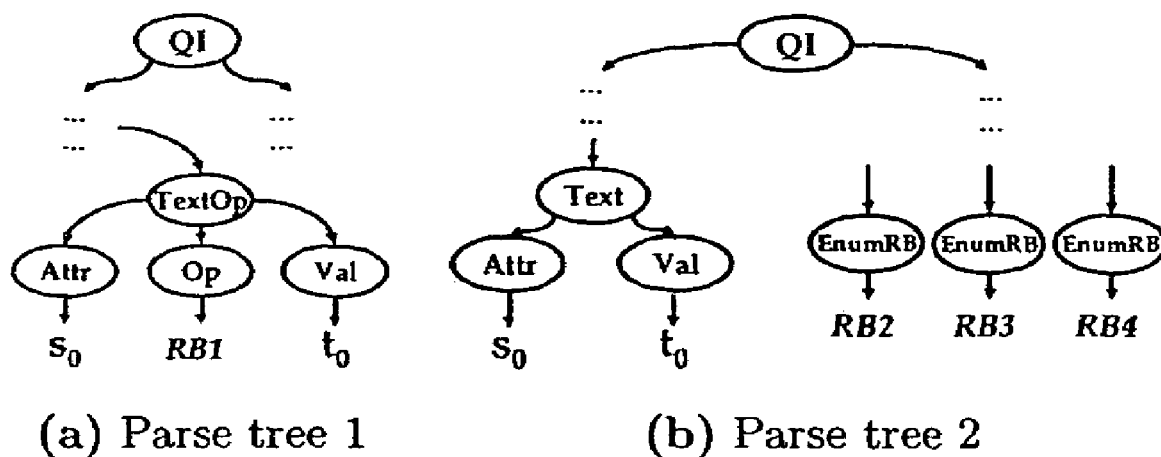 QI
QI
... ...
... ...
... ...
... ...
TextOp
Text
Attr Op Val
Attr Val
EnumRB EnumRB EnumRB
s0 RB1 t0
s0 t0
RB2 RB3 RB4
(a) Parse tree 1
(b) Parse tree 2